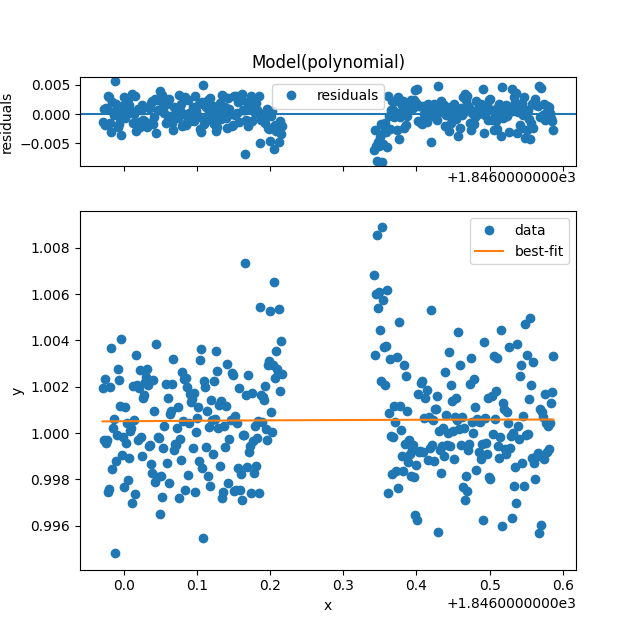 Model(polynomial)
residuals
0.005
0.000
−0.005
residuals
+1.8460000000e3
y
1.008
1.006
1.004
1.002
1.000
0.998
0.996
data
best-fit
0.0 0.1 0.2 0.3 0.4 0.5 0.6
x
+1.8460000000e3